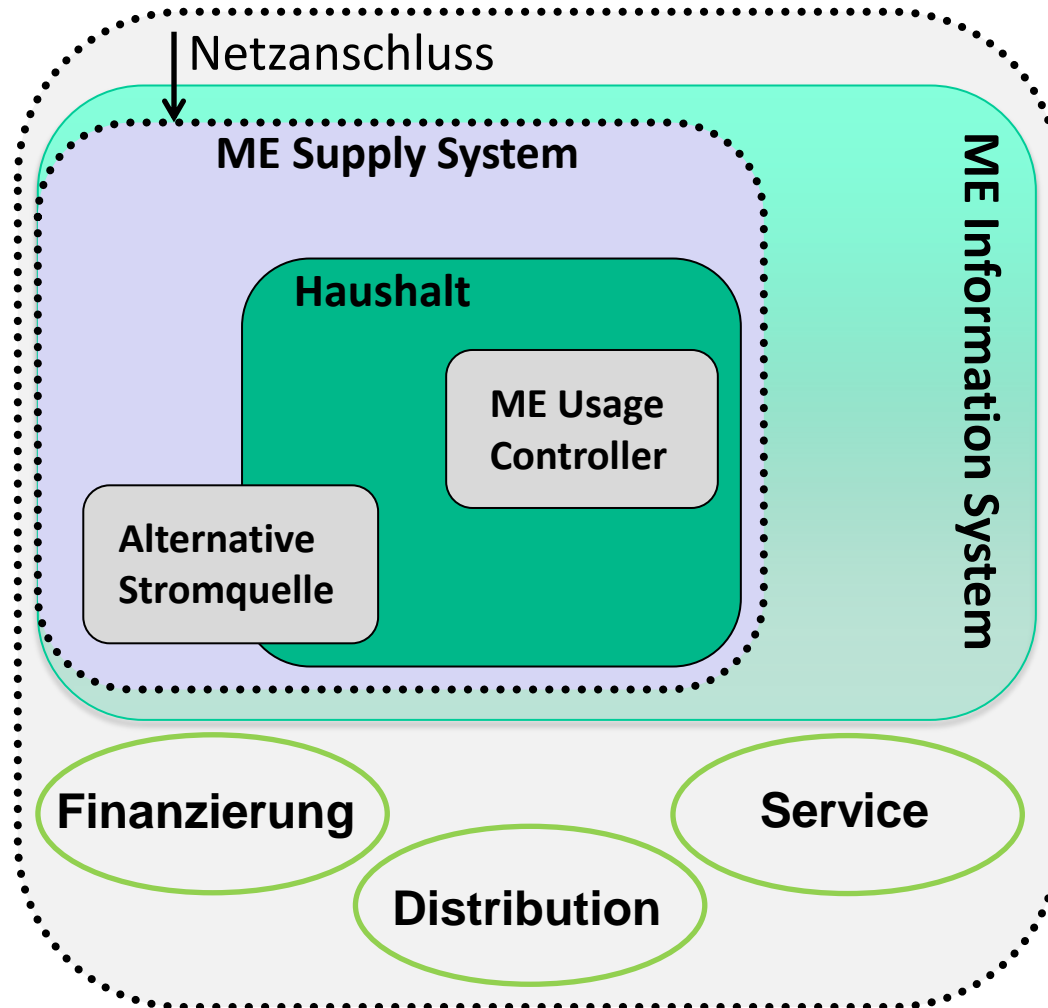 Netzanschluss
ME Supply System
ME Information System
Haushalt
ME Usage
Controller
Alternative
Stromquelle
Finanzierung
Service
Distribution